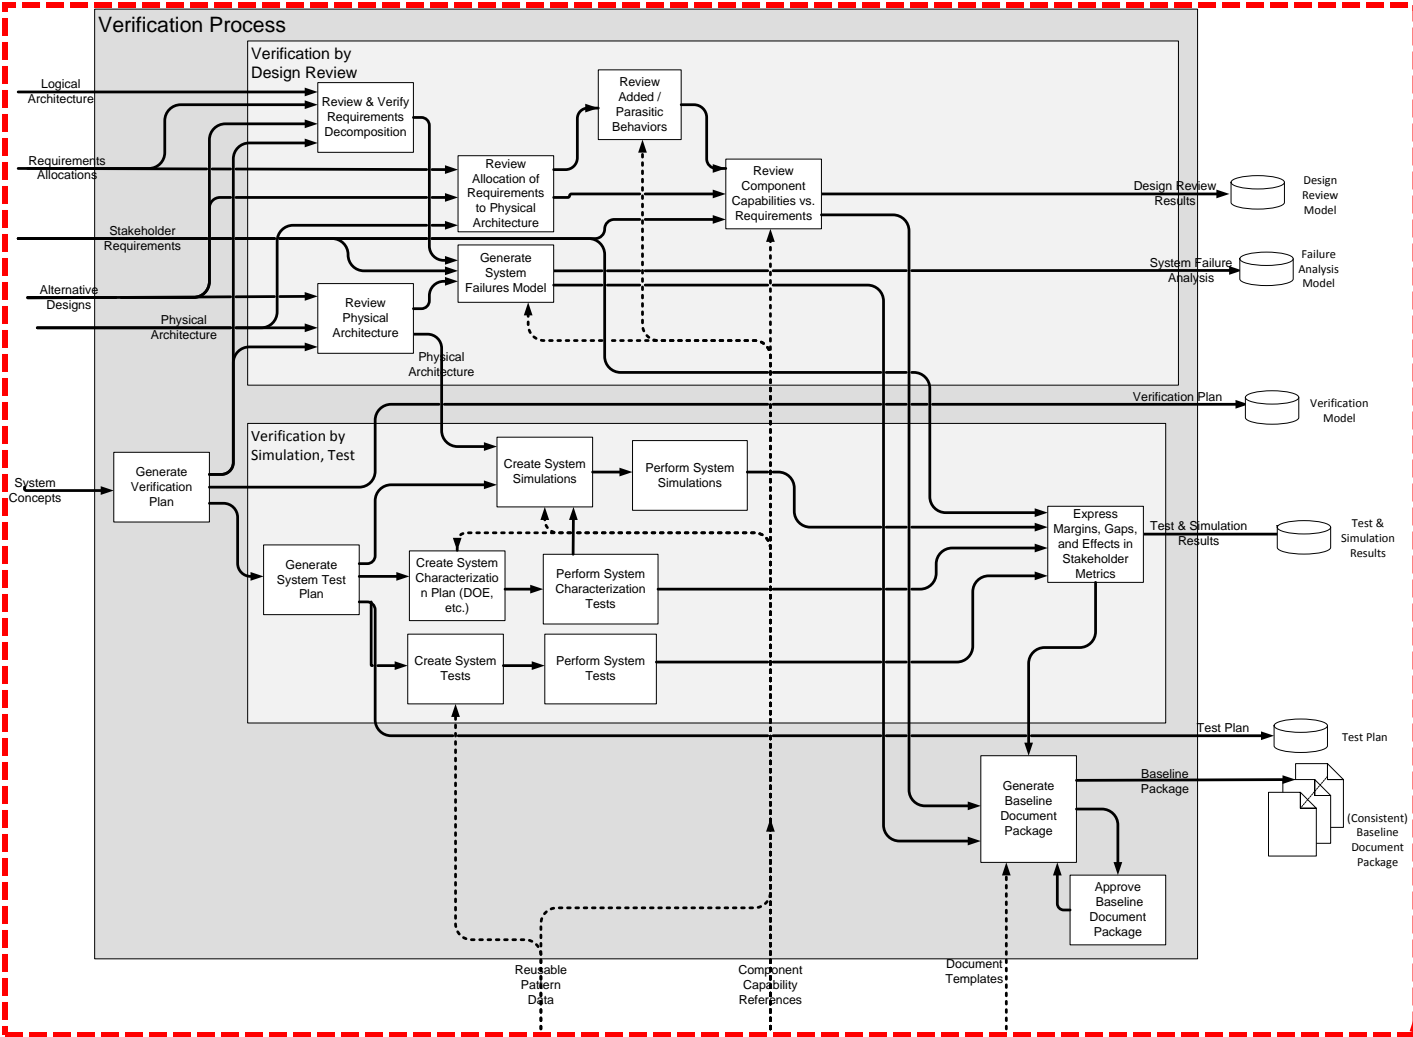 Verification Process
Verification by
Design Review
Logical
Architecture
Review & Verify
Requirements
Decomposition
Review
Added /
Parasitic
Behaviors
Requirements
Allocations
Review
Allocation of
Requirements
to Physical
Architecture
Review
Component
Capabilities vs.
Requirements
Design Review
Results
Design
Review
Model
Stakeholder
Requirements
Generate
System
Failures Model
System Failure
Analysis
Failure
Analysis
Model
Alternative
Designs
Physical
Architecture
Review
Physical
Architecture
Physical
Architecture
Verification Plan
Verification
Model
Verification by
Simulation, Test
System
Concepts
Generate
Verification
Plan
Create System
Simulations
Perform System
Simulations
Express
Margins, Gaps,
and Effects in
Stakeholder
Metrics
Test & Simulation
Results
Test &
Simulation
Results
Generate
System Test
Plan
Create System
Characterizatio
n Plan (DOE,
etc.)
Perform System
Characterization
Tests
Create System
Tests
Perform System
Tests
Test Plan
Test Plan
Generate
Baseline
Document
Package
Baseline
Package
(Consistent)
Baseline
Document
Package
Approve
Baseline
Document
Package
Reusable
Pattern
Data
Component
Capability
References
Document
Templates